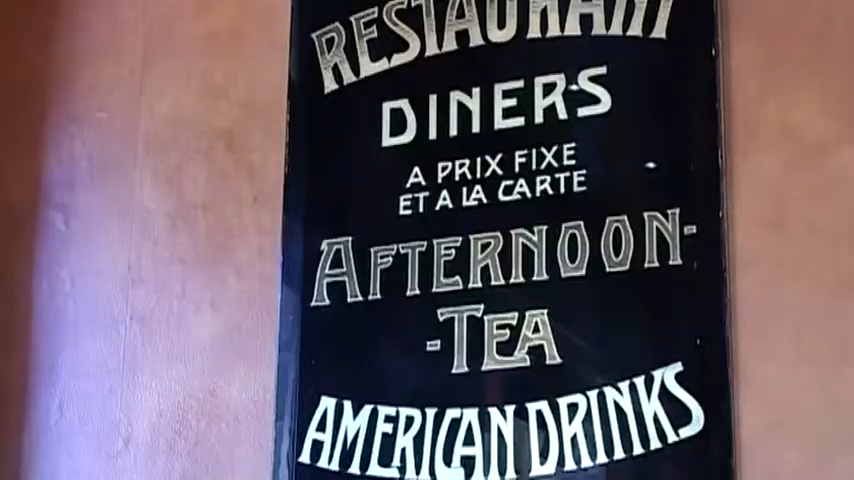 RESTAURANT
DINERS
A PRIX FIXE
ET A LA CARTE
AFTERNOON-
-TEA
AMERICAN DRINKS